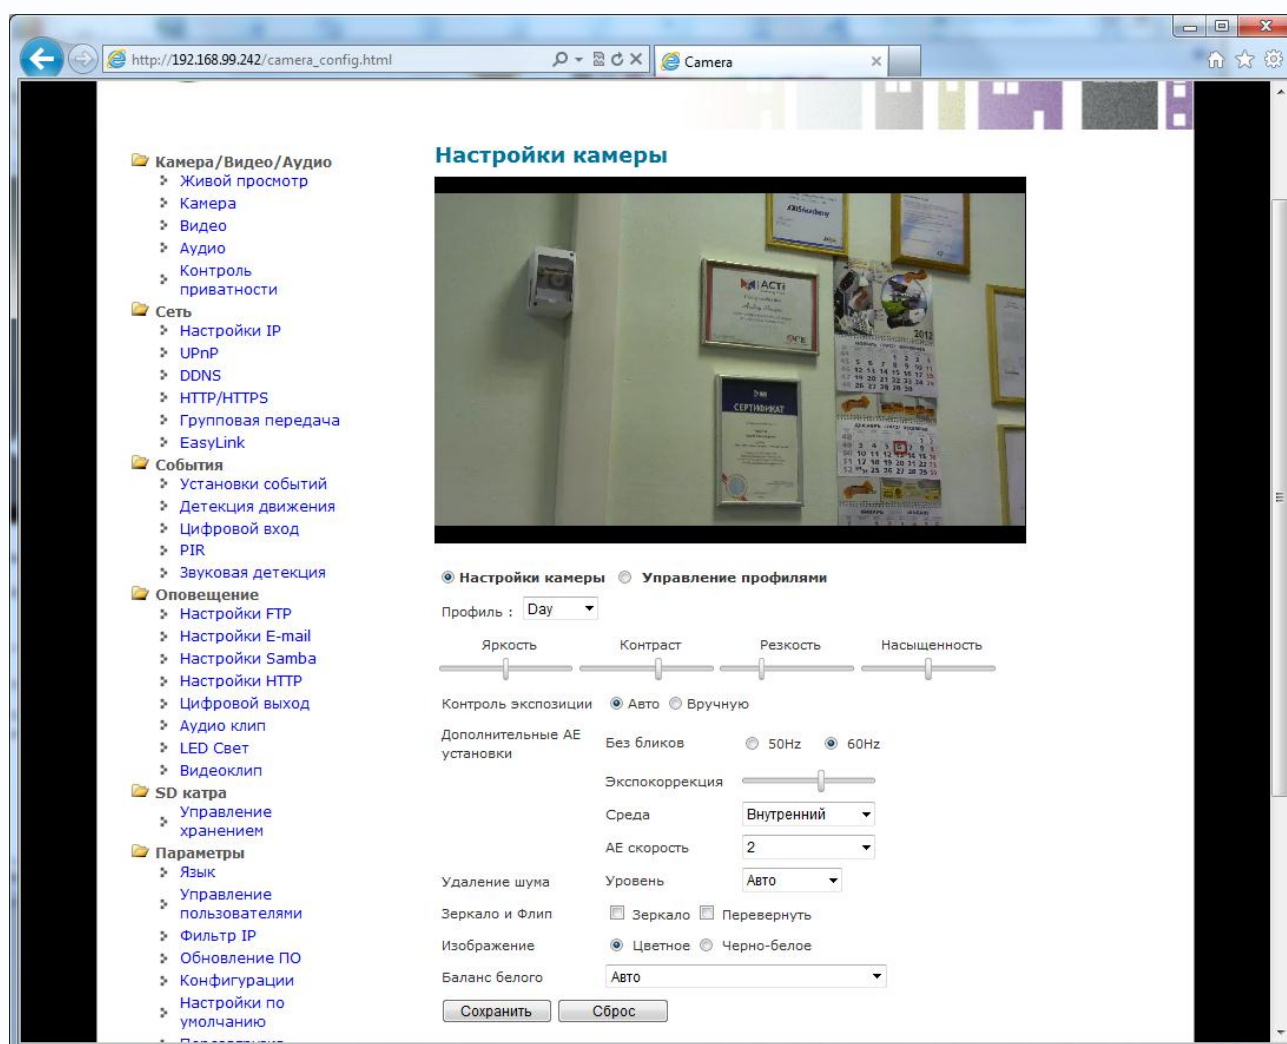 http://192.168.99.242/camera_config.html
Camera
Камера/Видео/Аудио
Живой просмотр
Камера
Видео
Аудио
Контроль
приватности
Сеть
Настройки IP
UPnP
DDNS
HTTP/HTTPS
Групповая передача
EasyLink
События
Установки событий
Детекция движения
Цифровой вход
PIR
Звуковая детекция
Оповещение
Настройки FTP
Настройки E-mail
Настройки Samba
Настройки HTTP
Цифровой выход
Аудио клип
LED Свет
Видеоклип
SD катра
Управление
хранением
Параметры
Язык
Управление
пользователями
Фильтр IP
Обновление ПО
Конфигурации
Настройки по
умолчанию
Настройки камеры
ACTi
2012
СЕРТИФИКАТ
Настройки камеры Управление профилями
Профиль : Day
Яркость Контраст Резкость Насыщенность
Контроль экспозиции Авто Вручную
Дополнительные AE
установки
Без бликов 50Hz 60Hz
Экспокоррекция
Среда Внутренний
АЕ скорость 2
Удаление шума Уровень Авто
Зеркало и Флип Зеркало Перевернуть
Изображение Цветное Черно-белое
Баланс белого Авто
Сохранить Сброс